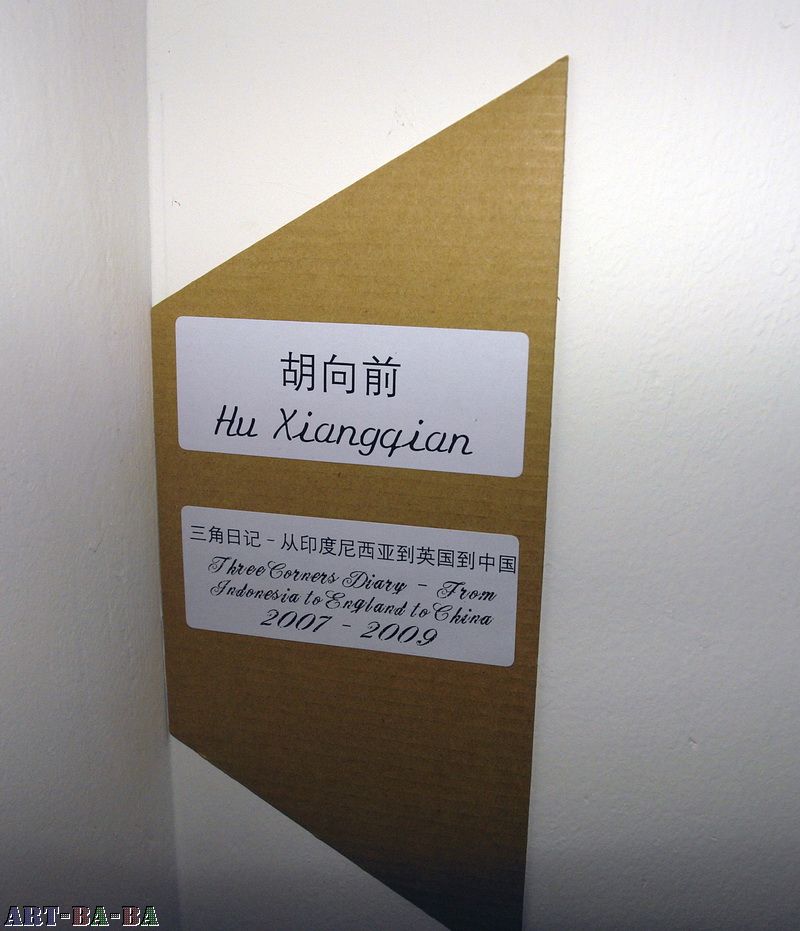 胡向前
Hu Xiangqian
三角日记 - 从印度尼西亚到英国到中国
Three Corners Diary - From
Indonesia to England to China
2007 - 2009
ART-BA-BA